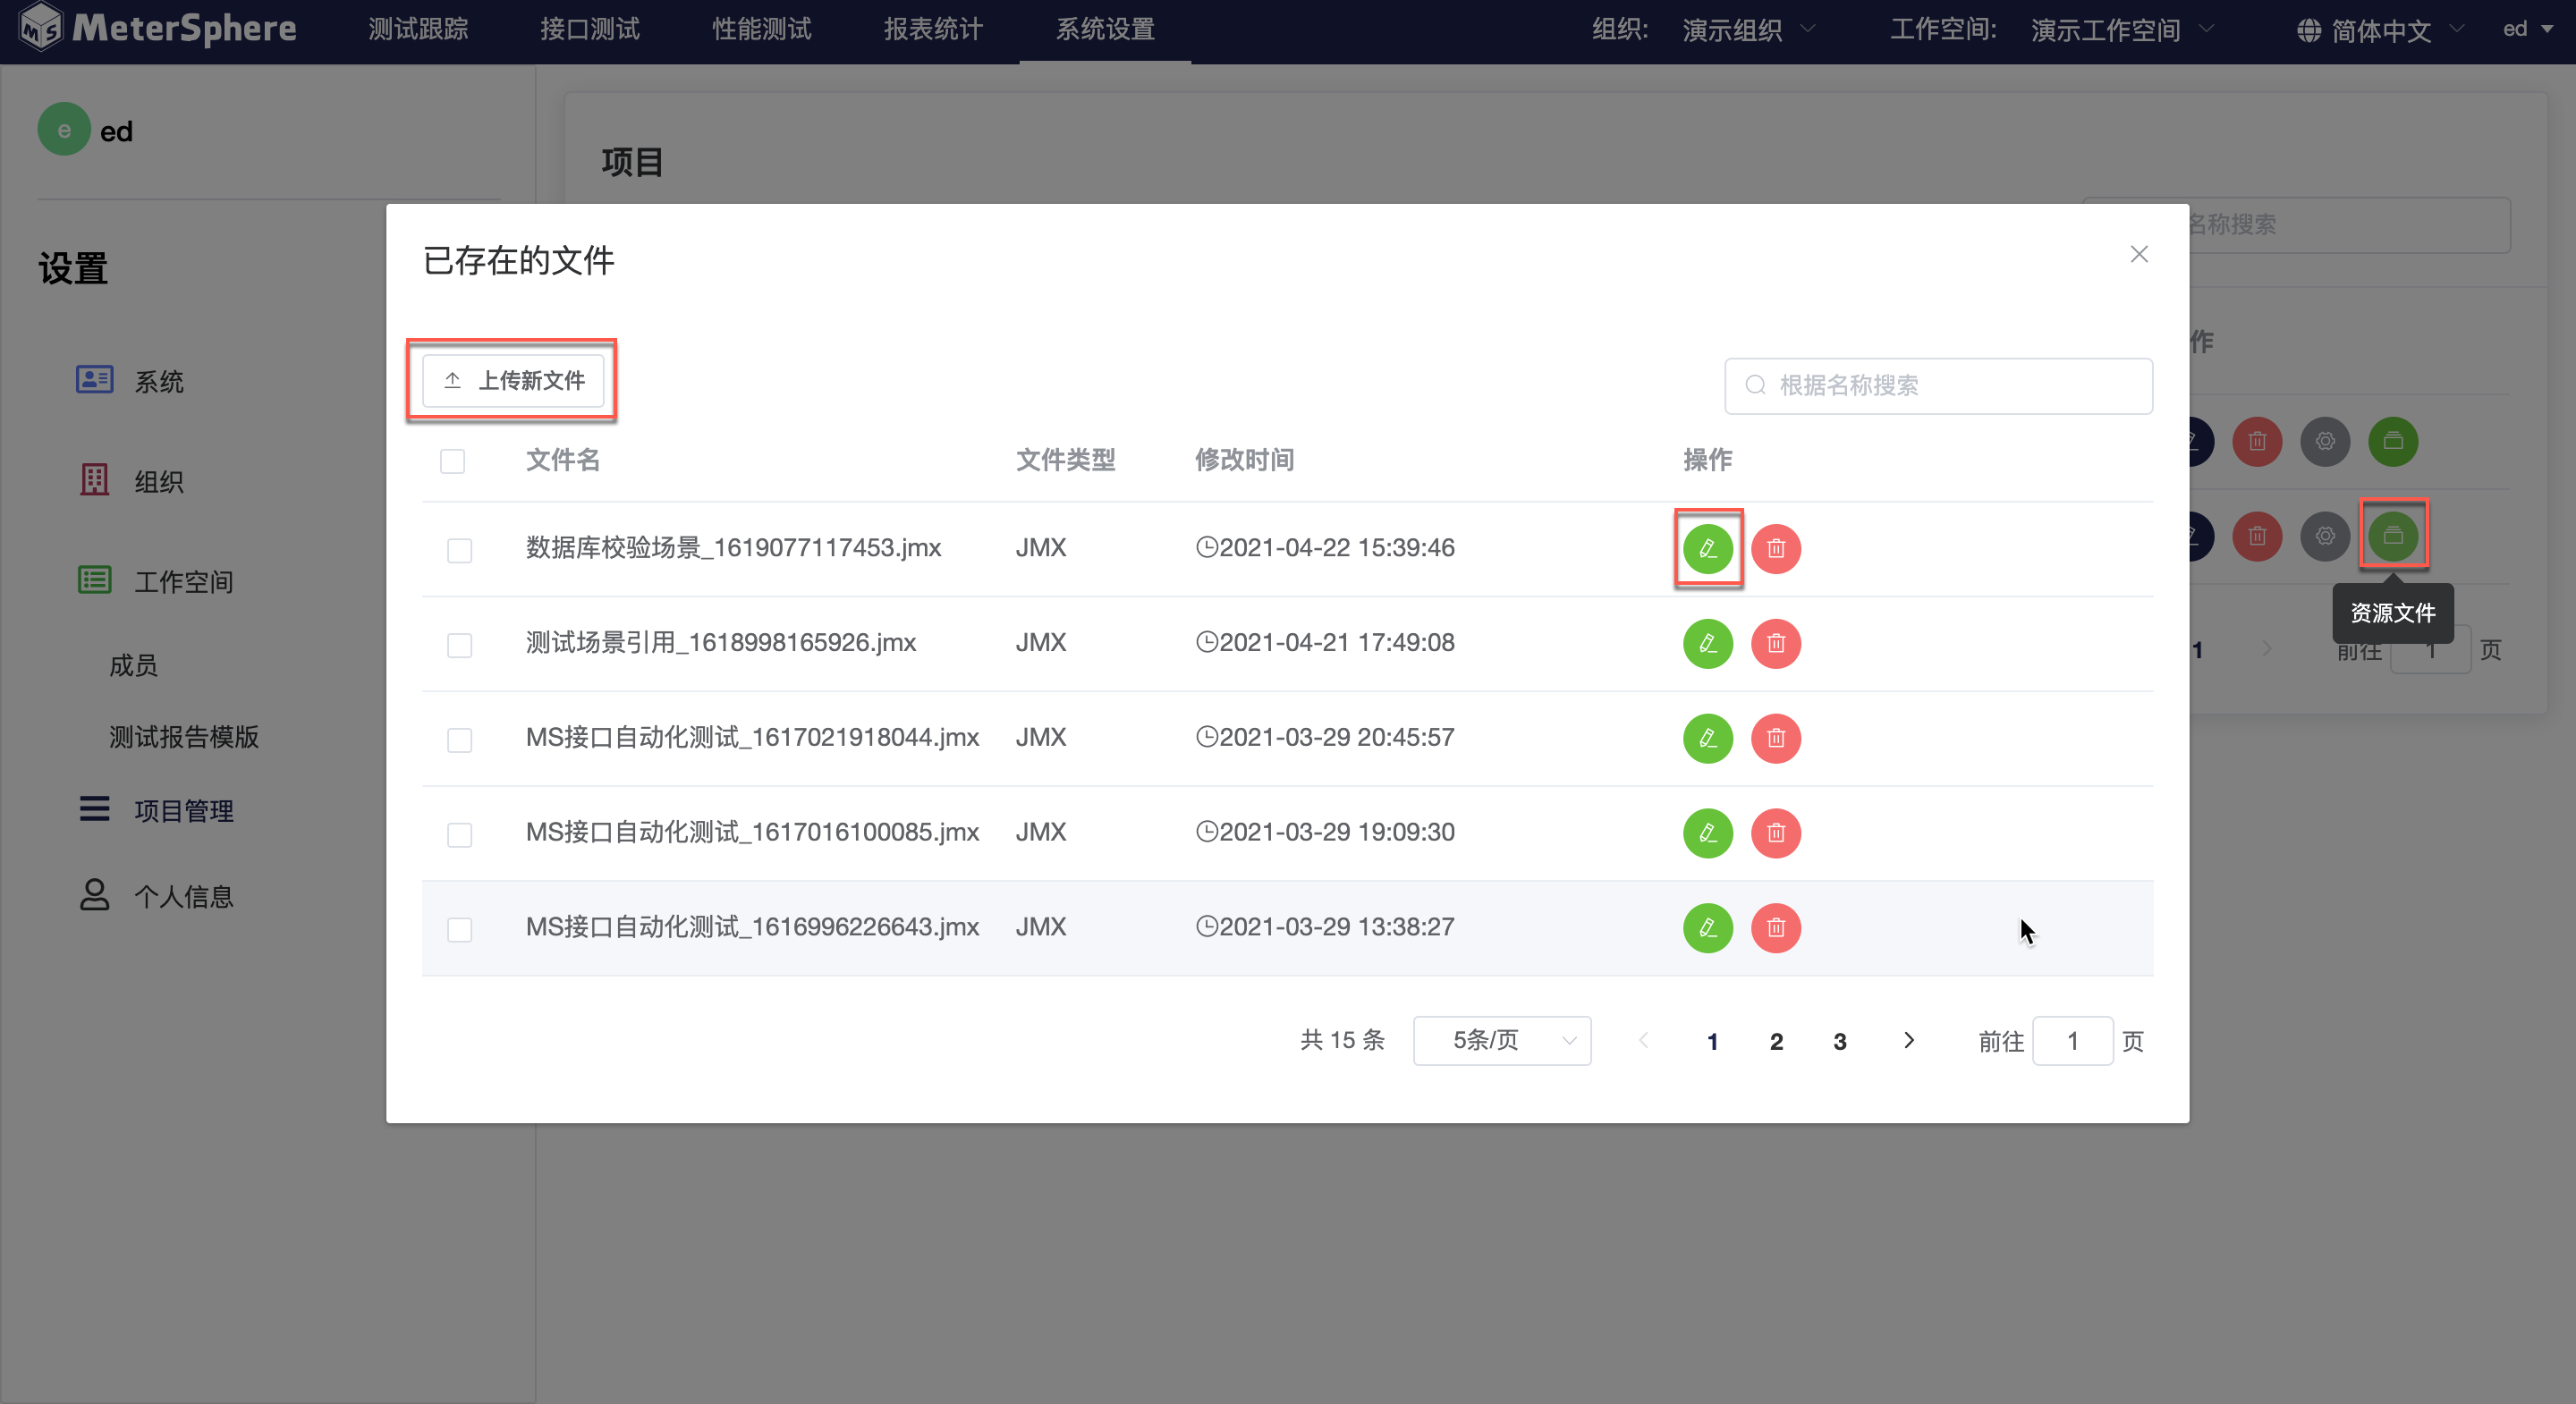 MeterSphere 测试跟踪 接口测试 性能测试 报表统计 系统设置 组织: 演示组织 工作空间: 演示工作空间 简体中文 ed
e ed
项目
设置
名称搜索
已存在的文件
上传新文件
根据名称搜索
作
系统
组织
工作空间
成员
测试报告模版
项目管理
个人信息
文件名 文件类型 修改时间 操作
数据库校验场景_1619077117453.jmx JMX 2021-04-22 15:39:46
测试场景引用_1618998165926.jmx JMX 2021-04-21 17:49:08
MS接口自动化测试_1617021918044.jmx JMX 2021-03-29 20:45:57
MS接口自动化测试_1617016100085.jmx JMX 2021-03-29 19:09:30
MS接口自动化测试_1616996226643.jmx JMX 2021-03-29 13:38:27
资源文件
1 前往 1 页
共 15 条 5条/页 1 2 3 前往 1 页